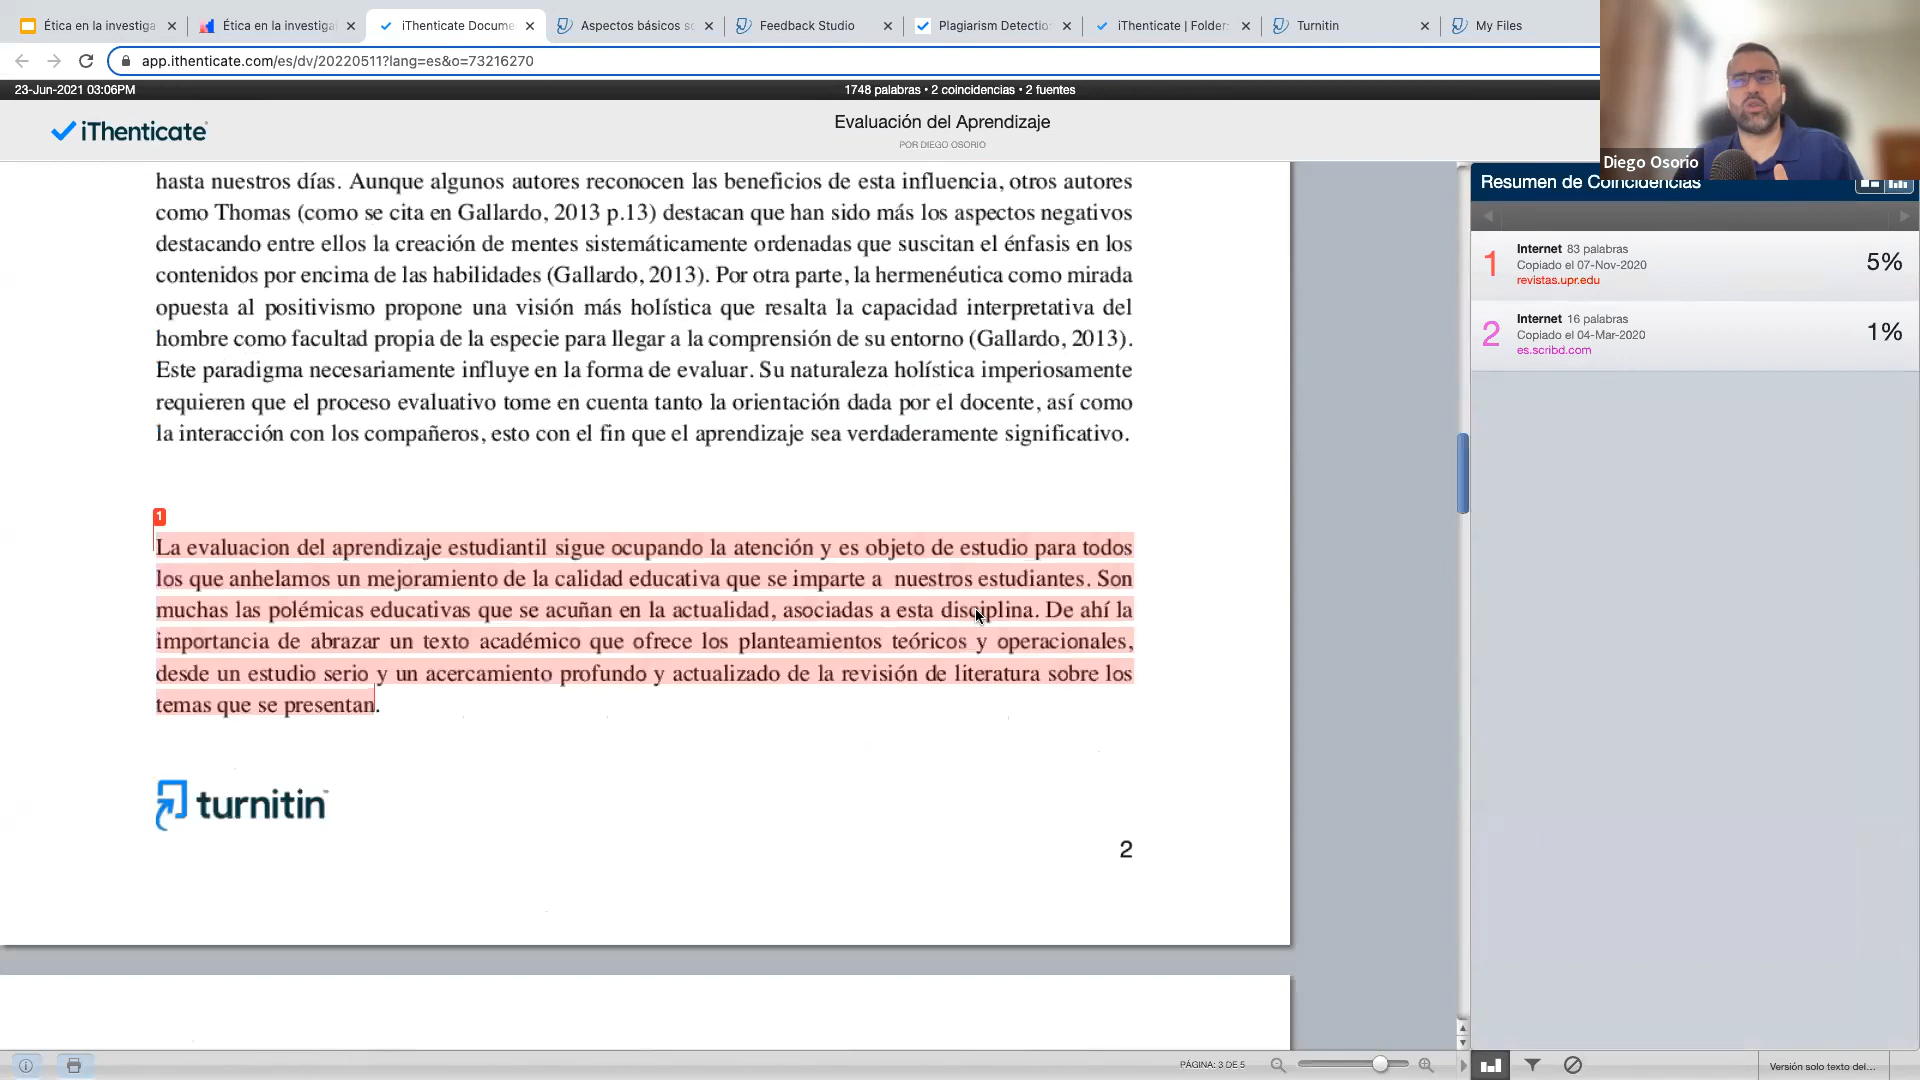 Ética en la investiga
Ética en la investiga
iThenticate Docume
Aspectos básicos so
Feedback Studio
Plagiarism Detectio
iThenticate | Folder:
Turnitin
My Files
app.ithenticate.com/es/dv/20220511?lang=es&o=73216270
23-Jun-2021 03:06PM
1748 palabras • 2 coincidencias • 2 fuentes
iThenticate®
Evaluación del Aprendizaje
POR DIEGO OSORIO
Diego Osorio
Resumen de Coincidencias
1 Internet 83 palabras
Copiado el 07-Nov-2020
revistas.upr.edu
5%
2 Internet 16 palabras
Copiado el 04-Mar-2020
es.scribd.com
1%
hasta nuestros días. Aunque algunos autores reconocen las beneficios de esta influencia, otros autores
como Thomas (como se cita en Gallardo, 2013 p.13) destacan que han sido más los aspectos negativos
destacando entre ellos la creación de mentes sistemáticamente ordenadas que suscitan el énfasis en los
contenidos por encima de las habilidades (Gallardo, 2013). Por otra parte, la hermenéutica como mirada
opuesta al positivismo propone una visión más holística que resalta la capacidad interpretativa del
hombre como facultad propia de la especie para llegar a la comprensión de su entorno (Gallardo, 2013).
Este paradigma necesariamente influye en la forma de evaluar. Su naturaleza holística imperiosamente
requieren que el proceso evaluativo tome en cuenta tanto la orientación dada por el docente, así como
la interacción con los compañeros, esto con el fin que el aprendizaje sea verdaderamente significativo.
1
La evaluacion del aprendizaje estudiantil sigue ocupando la atención y es objeto de estudio para todos
los que anhelamos un mejoramiento de la calidad educativa que se imparte a nuestros estudiantes. Son
muchas las polémicas educativas que se acuñan en la actualidad, asociadas a esta disciplina. De ahí la
importancia de abrazar un texto académico que ofrece los planteamientos teóricos y operacionales,
desde un estudio serio y un acercamiento profundo y actualizado de la revisión de literatura sobre los
temas que se presentan.
turnitin™
2
PÁGINA: 3 DE 5
Versión solo texto del...